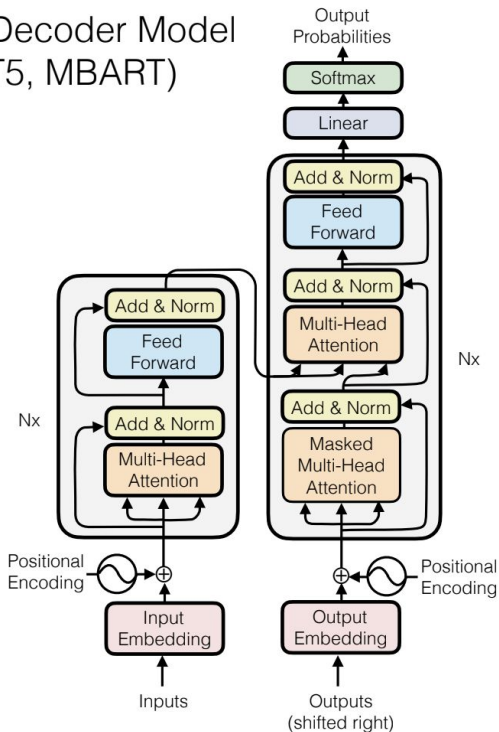 Decoder Model
T5, MBART)
Output
Probabilities
Softmax
Linear
Add & Norm
Feed
Forward
Add & Norm
Multi-Head
Attention
Nx
Add & Norm
Masked
Multi-Head
Attention
Positional
Encoding
Output
Embedding
Outputs
(shifted right)
Add & Norm
Feed
Forward
Nx
Add & Norm
Multi-Head
Attention
Positional
Encoding
Input
Embedding
Inputs